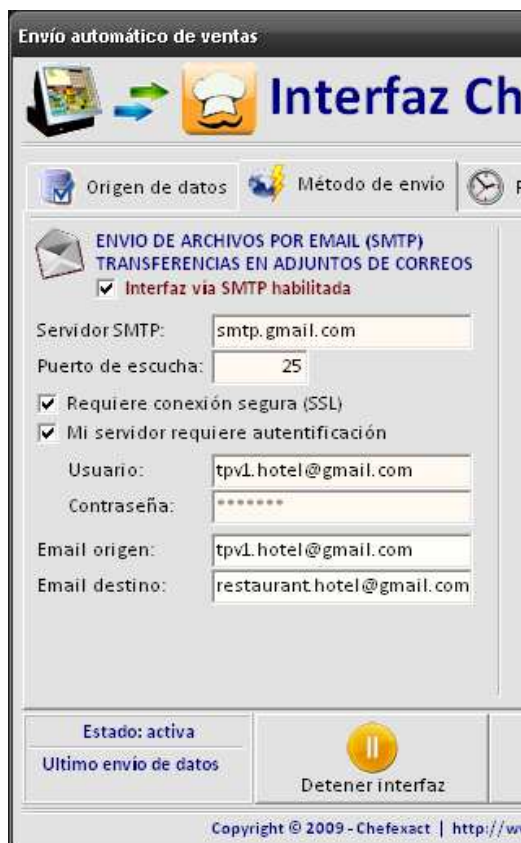 Envío automático de ventas
Interfaz Ch
Origen de datos
Método de envío
ENVIO DE ARCHIVOS POR EMAIL (SMTP)
TRANSFERENCIAS EN ADJUNTOS DE CORREOS
Interfaz vía SMTP habilitada
Servidor SMTP: smtp.gmail.com
Puerto de escucha: 25
Requiere conexión segura (SSL)
Mi servidor requiere autentificación
Usuario: tpv1.hotel@gmail.com
Contraseña: *******
Email origen: tpv1.hotel@gmail.com
Email destino: restaurant.hotel@gmail.com
Estado: activa
Ultimo envio de datos
Detener interfaz
Copyright © 2009 - Chefexact | http://w